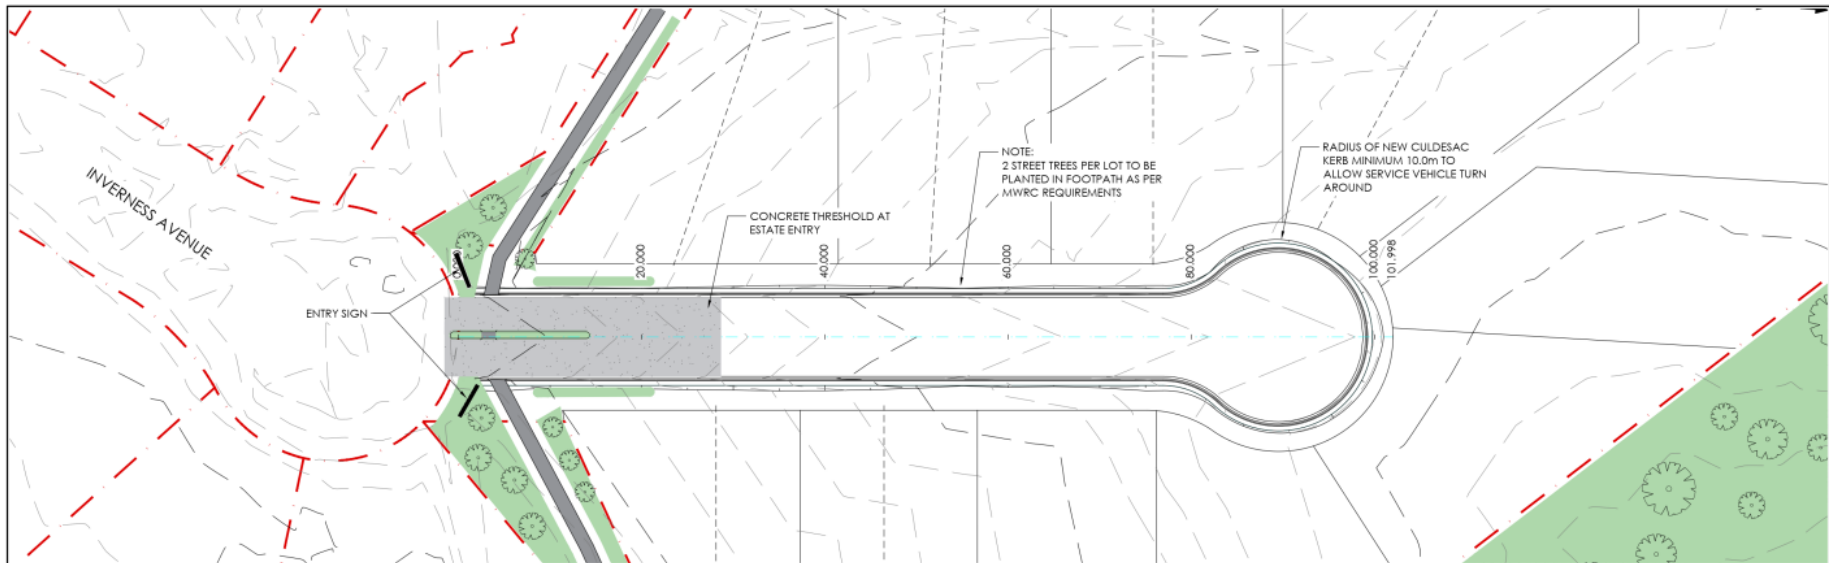 INVERNESS AVENUE
ENTRY SIGN
CONCRETE THRESHOLD AT
ESTATE ENTRY
NOTE:
2 STREET TREES PER LOT TO BE
PLANTED IN FOOTPATH AS PER
MWRC REQUIREMENTS
RADIUS OF NEW CULDESAC
KERB MINIMUM 10.0m TO
ALLOW SERVICE VEHICLE TURN
AROUND
20.000
40.000
60.000
80.000
100.000
101.998